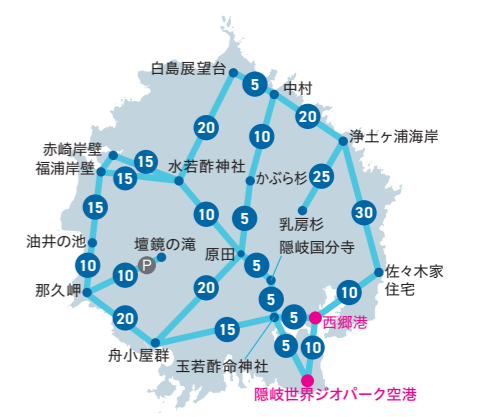 白島展望台
5
中村
20
20
浄土ヶ浦海岸
10
赤崎岸壁
15
福浦岸壁
15
水若酢神社
かぶら杉
25
15
10
5
乳房杉
30
油井の池
壇鏡の滝
原田
隠岐国分寺
10
10
P
5
佐々木家
住宅
那久岬
20
5
10
20
15
5
西郷港
舟小屋群
玉若酢命神社
5
10
隠岐世界ジオパーク空港